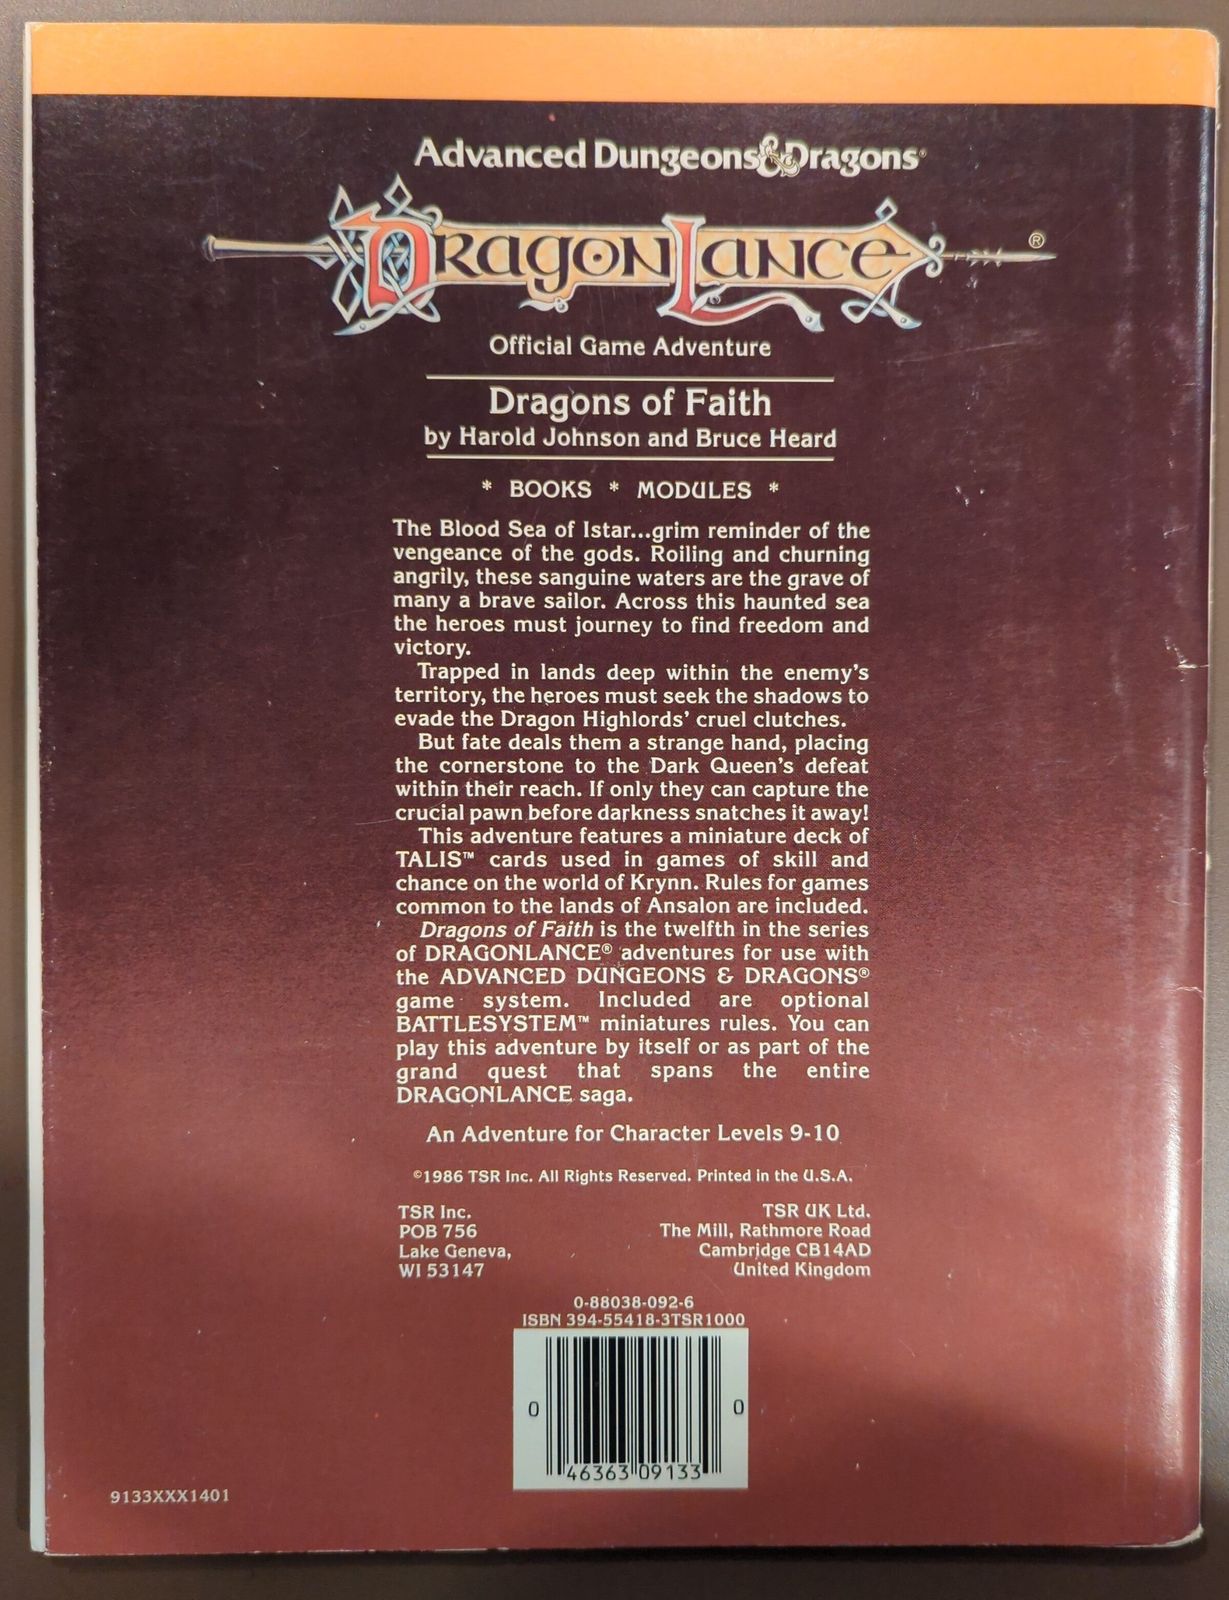 Advanced Dungeons & Dragons®
DRAGONLANCE ®
Official Game Adventure
Dragons of Faith
by Harold Johnson and Bruce Heard
* BOOKS * MODULES *
The Blood Sea of Istar...grim reminder of the
vengeance of the gods. Roiling and churning
angrily, these sanguine waters are the grave of
many a brave sailor. Across this haunted sea
the heroes must journey to find freedom and
victory.
Trapped in lands deep within the enemy's
territory, the heroes must seek the shadows to
evade the Dragon Highlords' cruel clutches.
But fate deals them a strange hand, placing
the cornerstone to the Dark Queen's defeat
within their reach. If only they can capture the
crucial pawn before darkness snatches it away!
This adventure features a miniature deck of
TALIS™ cards used in games of skill and
chance on the world of Krynn. Rules for games
common to the lands of Ansalon are included.
Dragons of Faith is the twelfth in the series
of DRAGONLANCE® adventures for use with
the ADVANCED DUNGEONS & DRAGONS®
game system. Included are optional
BATTLESYSTEM™ miniatures rules. You can
play this adventure by itself or as part of the
grand quest that spans the entire
DRAGONLANCE saga.
An Adventure for Character Levels 9-10
©1986 TSR Inc. All Rights Reserved. Printed in the U.S.A.
TSR Inc.
POB 756
Lake Geneva,
WI 53147
TSR UK Ltd.
The Mill, Rathmore Road
Cambridge CB14AD
United Kingdom
0-88038-092-6
ISBN 394-55418-3TSR1000
0 46363 09133 0
9133XXX1401